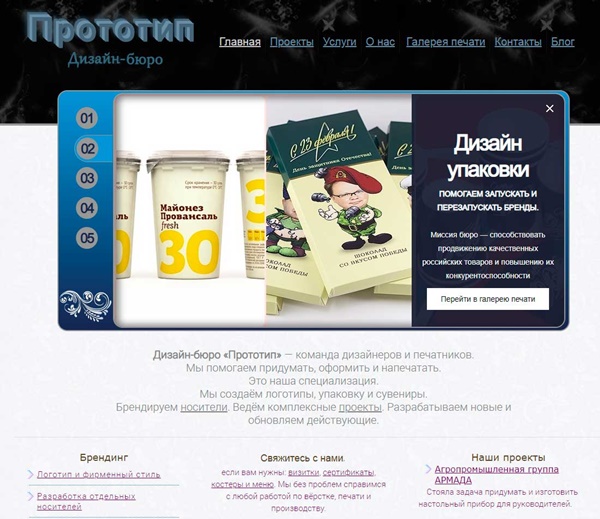 Прототип
Дизайн-бюро
Главная Проекты Услуги О нас Галерея печати Контакты Блог
01
02
03
04
05
Майонез
Провансаль
fresh
30
С 23 февраля!
День защитника Отечества!
ШОКОЛАД
СО ВКУСОМ ПОБЕДЫ
Дизайн
упаковки
ПОМОГАЕМ ЗАПУСКАТЬ И
ПЕРЕЗАПУСКАТЬ БРЕНДЫ.
Миссия бюро — способствовать
продвижению качественных
российских товаров и повышению их
конкурентоспособности
Перейти в галерею печати
Дизайн-бюро «Прототип» — команда дизайнеров и печатников.
Мы помогаем придумать, оформить и напечатать.
Это наша специализация.
Мы создаём логотипы, упаковку и сувениры.
Брендируем носители. Ведём комплексные проекты. Разрабатываем новые и
обновляем действующие.
Брендинг
Логотип и фирменный стиль
Разработка отдельных
носителей
Свяжитесь с нами.
если вам нужны: визитки, сертификаты,
костеры и меню. Мы без проблем справимся
с любой работой по вёрстке, печати и
производству.
Наши проекты
Агропромышленная группа
АРМАДА
Стояла задача придумать и изготовить
настольный прибор для руководителей.